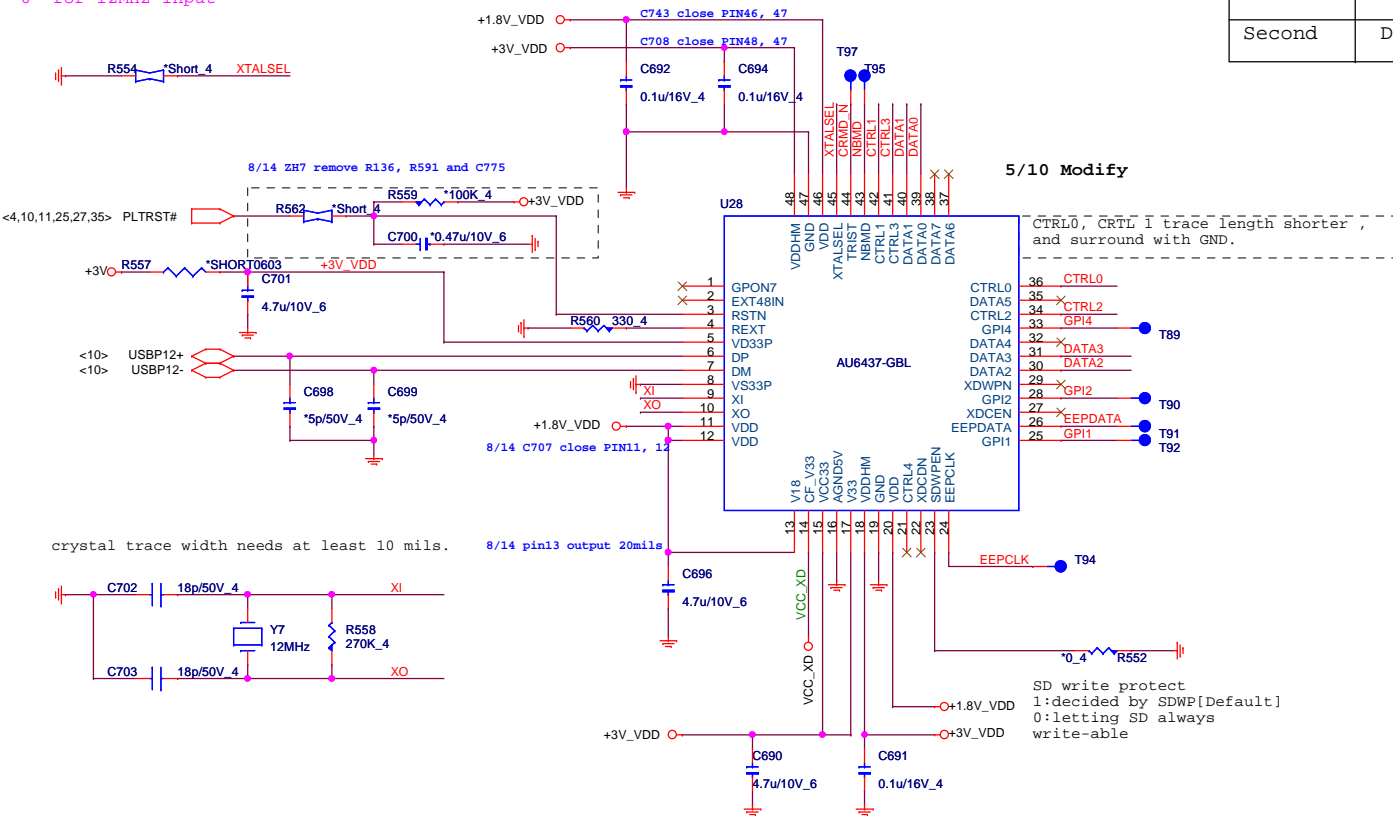 +1.8V_VDD
C743 close PIN46, 47
+3V_VDD
C708 close PIN48, 47
Second
D
R554
*Short_4
XTALSEL
C692
0.1u/16V_4
C694
0.1u/16V_4
T97
T95
XTALSEL
CRMD_N
NBMD
CTRL1
CTRL3
DATA1
DATA0
8/14 ZH7 remove R136, R591 and C775
5/10 Modify
<4,10,11,25,27,35> PLTRST#
R562
*Short_4
R559
*100K_4
+3V_VDD
C700
*0.47u/10V_6
+3V
R557
*SHORT0603
+3V_VDD
C701
4.7u/10V_6
R560
330_4
<10> USBP12+
<10> USBP12-
C698
*5p/50V_4
C699
*5p/50V_4
XI
XO
+1.8V_VDD
8/14 C707 close PIN11, 12
U28
AU6437-GBL
48 47 46 45 44 43 42 41 40 39 38 37
VDDHM
GND
VDD
XTALSEL
TRIST
NBMD
CTRL1
CTRL3
DATA1
DATA0
DATA7
DATA6
1 GPON7
2 EXT48IN
3 RSTN
4 REXT
5 VD33P
6 DP
7 DM
8 VS33P
9 XI
10 XO
11 VDD
12 VDD
CTRL0, CRTL 1 trace length shorter ,
and surround with GND.
CTRL0 36 CTRL0
DATA5 35
CTRL2 34 CTRL2
GPI4 33 GPI4 T89
DATA4 32
DATA3 31 DATA3
DATA2 30 DATA2
XDWPN 29
GPI2 28 GPI2 T90
XDCEN 27
EEPDATA 26 EEPDATA T91
GPI1 25 GPI1 T92
V18
CF_V33
VCC33
AGND5V
V33
VDDHM
GND
VDD
CTRL4
XDCDN
SDWPEN
EEPCLK
13 14 15 16 17 18 19 20 21 22 23 24
crystal trace width needs at least 10 mils.
8/14 pin13 output 20mils
C696
4.7u/10V_6
EEPCLK
T94
VCC_XD
VCC_XD
C702
18p/50V_4
XI
Y7
12MHz
R558
270K_4
C703
18p/50V_4
XO
*0_4
R552
SD write protect
1:decided by SDWP[Default]
0:letting SD always
write-able
+1.8V_VDD
+3V_VDD
+3V_VDD
C690
4.7u/10V_6
C691
0.1u/16V_4